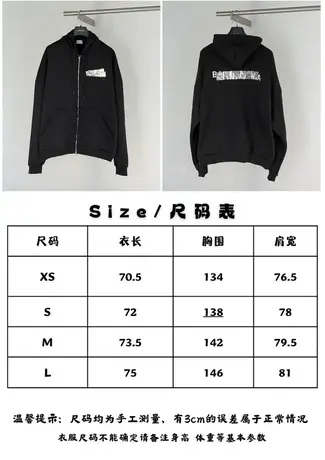 Size/尺码表
尺码 衣长 胸围 肩宽
XS 70.5 134 76.5
S 72 138 78
M 73.5 142 79.5
L 75 146 81
温馨提示: 尺码均为手工测量、有3cm的误差属于正常情况
衣服尺码不能确定请备注身高 体重等基本参数